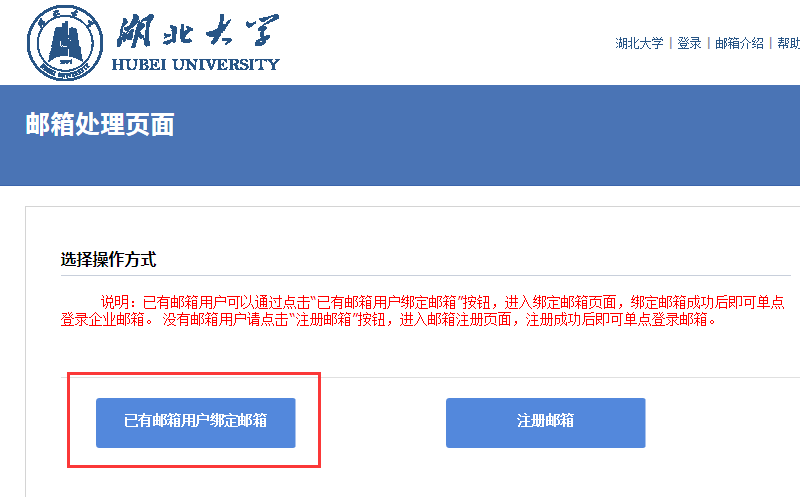 湖北大学
HUBEI UNIVERSITY
湖北大学 | 登录 | 邮箱介绍 | 帮助
邮箱处理页面
选择操作方式
说明：已有邮箱用户可以通过点击“已有邮箱用户绑定邮箱”按钮，进入绑定邮箱页面，绑定邮箱成功后即可单点
登录企业邮箱。 没有邮箱用户请点击“注册邮箱”按钮，进入邮箱注册页面，注册成功后即可单点登录邮箱。
已有邮箱用户绑定邮箱
注册邮箱